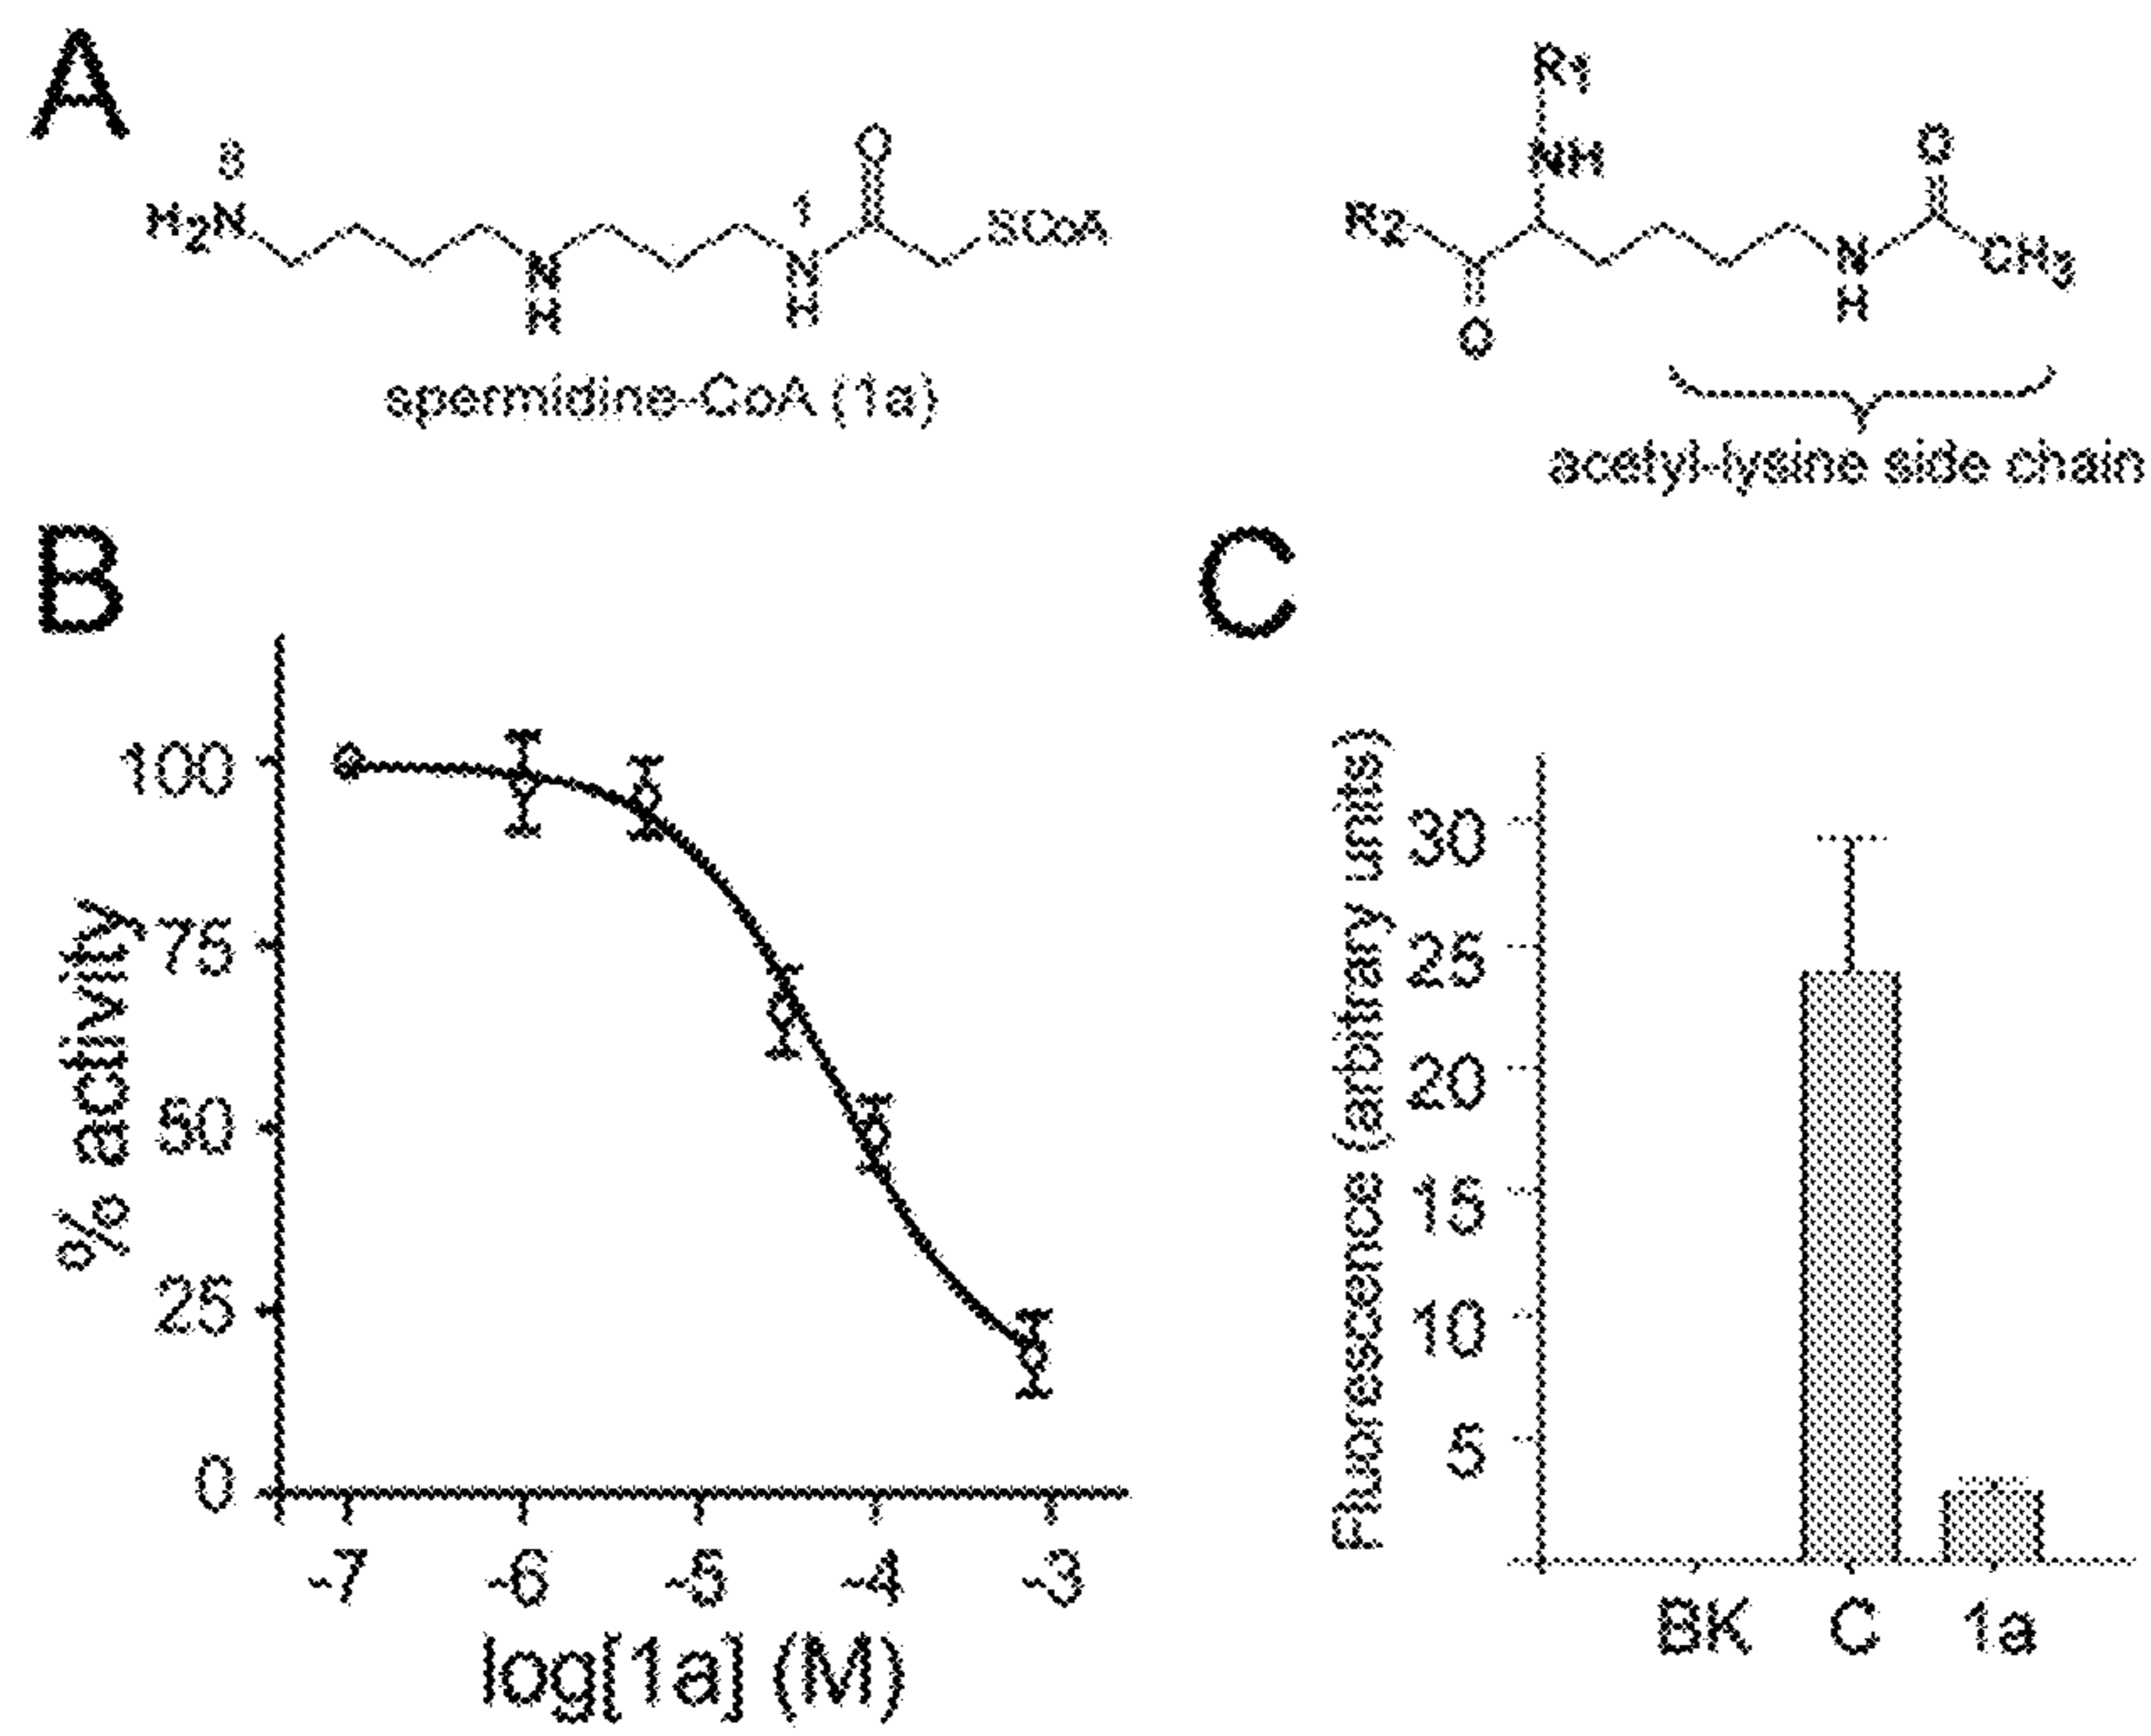 A
8
H2N
N
H
1
N
H
O
SCoA
spermidine-CoA (1a)
R1
NH
R2
O
N
H
O
CH3
acetyl-lysine side chain
B
% activity
100
75
50
25
0
-7 -6 -5 -4 -3
log[1a] (M)
C
Fluorescence (arbitrary units)
30
25
20
15
10
5
BK C 1a